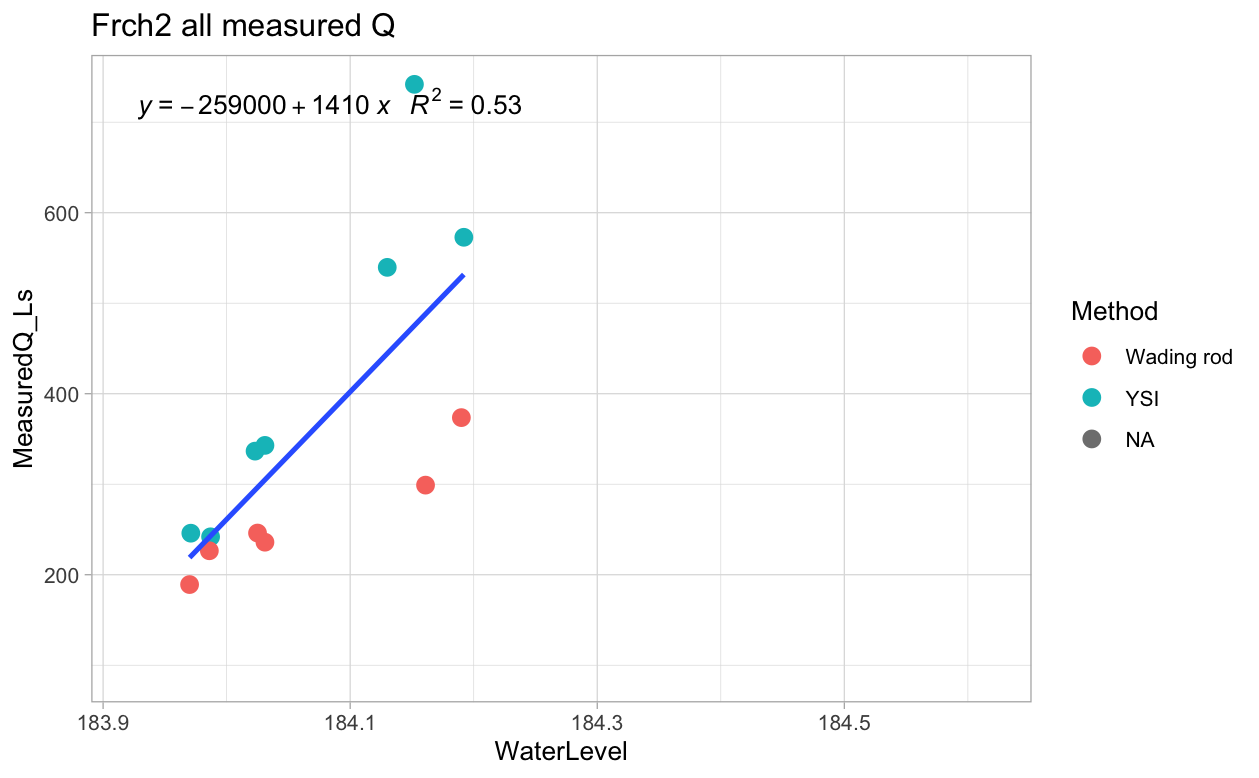 Frch2 all measured Q
y = −259000 + 1410 x R² = 0.53
600
400
200
MeasuredQ_Ls
183.9 184.1 184.3 184.5
WaterLevel
Method
Wading rod
YSI
NA